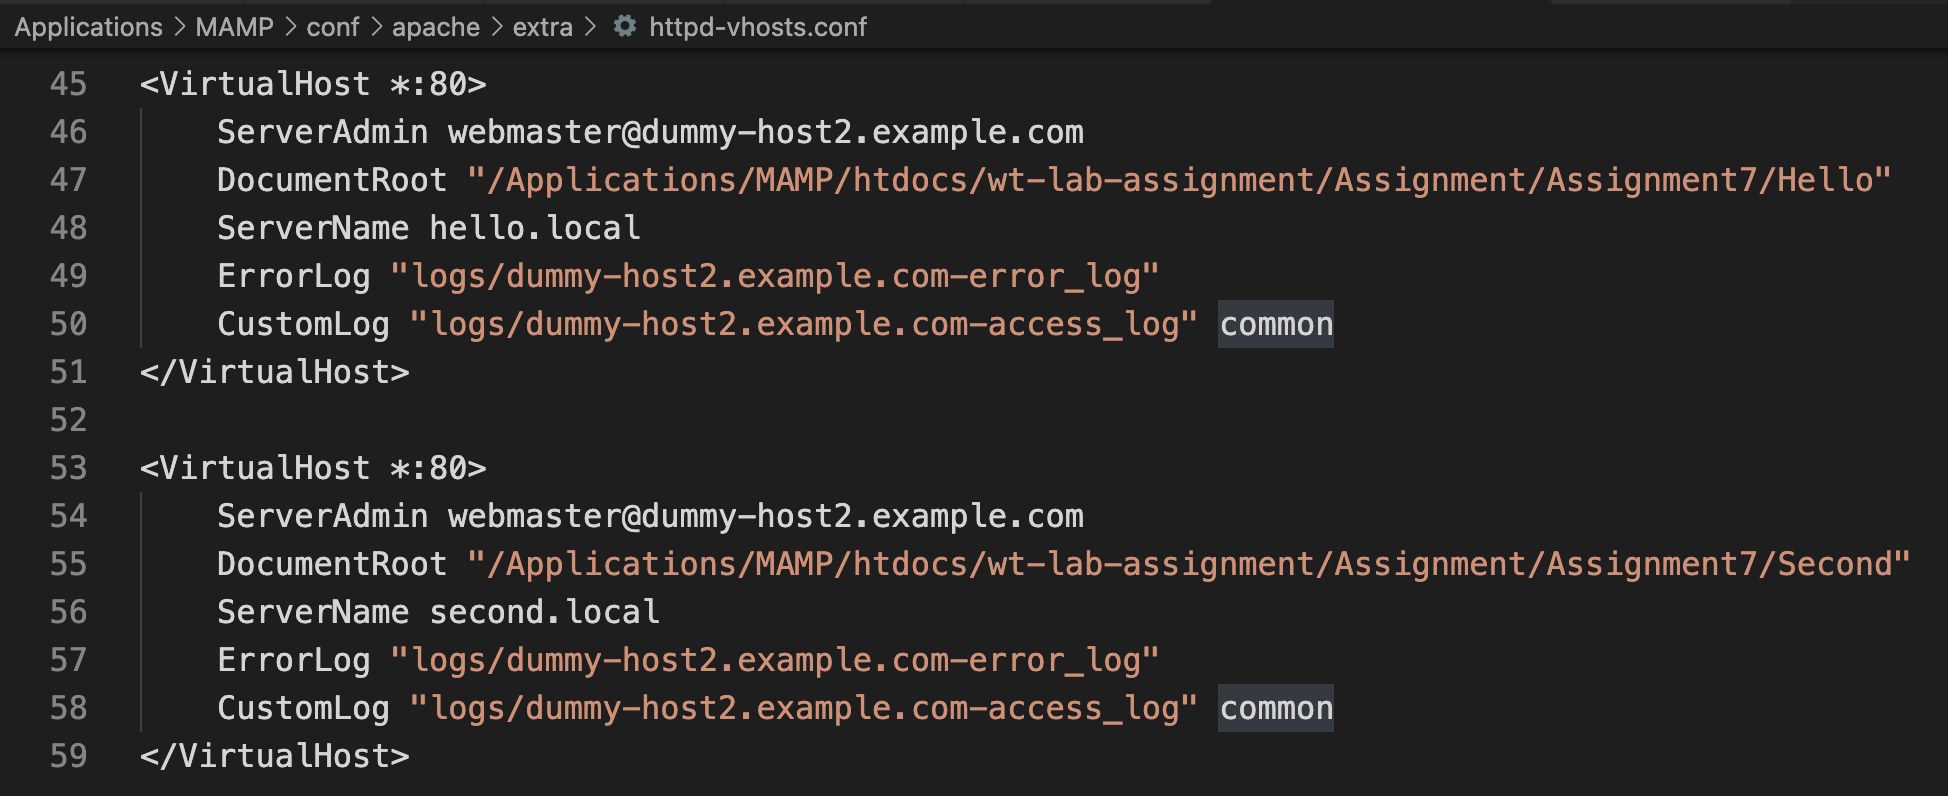 Applications > MAMP > conf > apache > extra > httpd-vhosts.conf
45 <VirtualHost *:80>
46     ServerAdmin webmaster@dummy-host2.example.com
47     DocumentRoot "/Applications/MAMP/htdocs/wt-lab-assignment/Assignment/Assignment7/Hello"
48     ServerName hello.local
49     ErrorLog "logs/dummy-host2.example.com-error_log"
50     CustomLog "logs/dummy-host2.example.com-access_log" common
51 </VirtualHost>
52
53 <VirtualHost *:80>
54     ServerAdmin webmaster@dummy-host2.example.com
55     DocumentRoot "/Applications/MAMP/htdocs/wt-lab-assignment/Assignment/Assignment7/Second"
56     ServerName second.local
57     ErrorLog "logs/dummy-host2.example.com-error_log"
58     CustomLog "logs/dummy-host2.example.com-access_log" common
59 </VirtualHost>